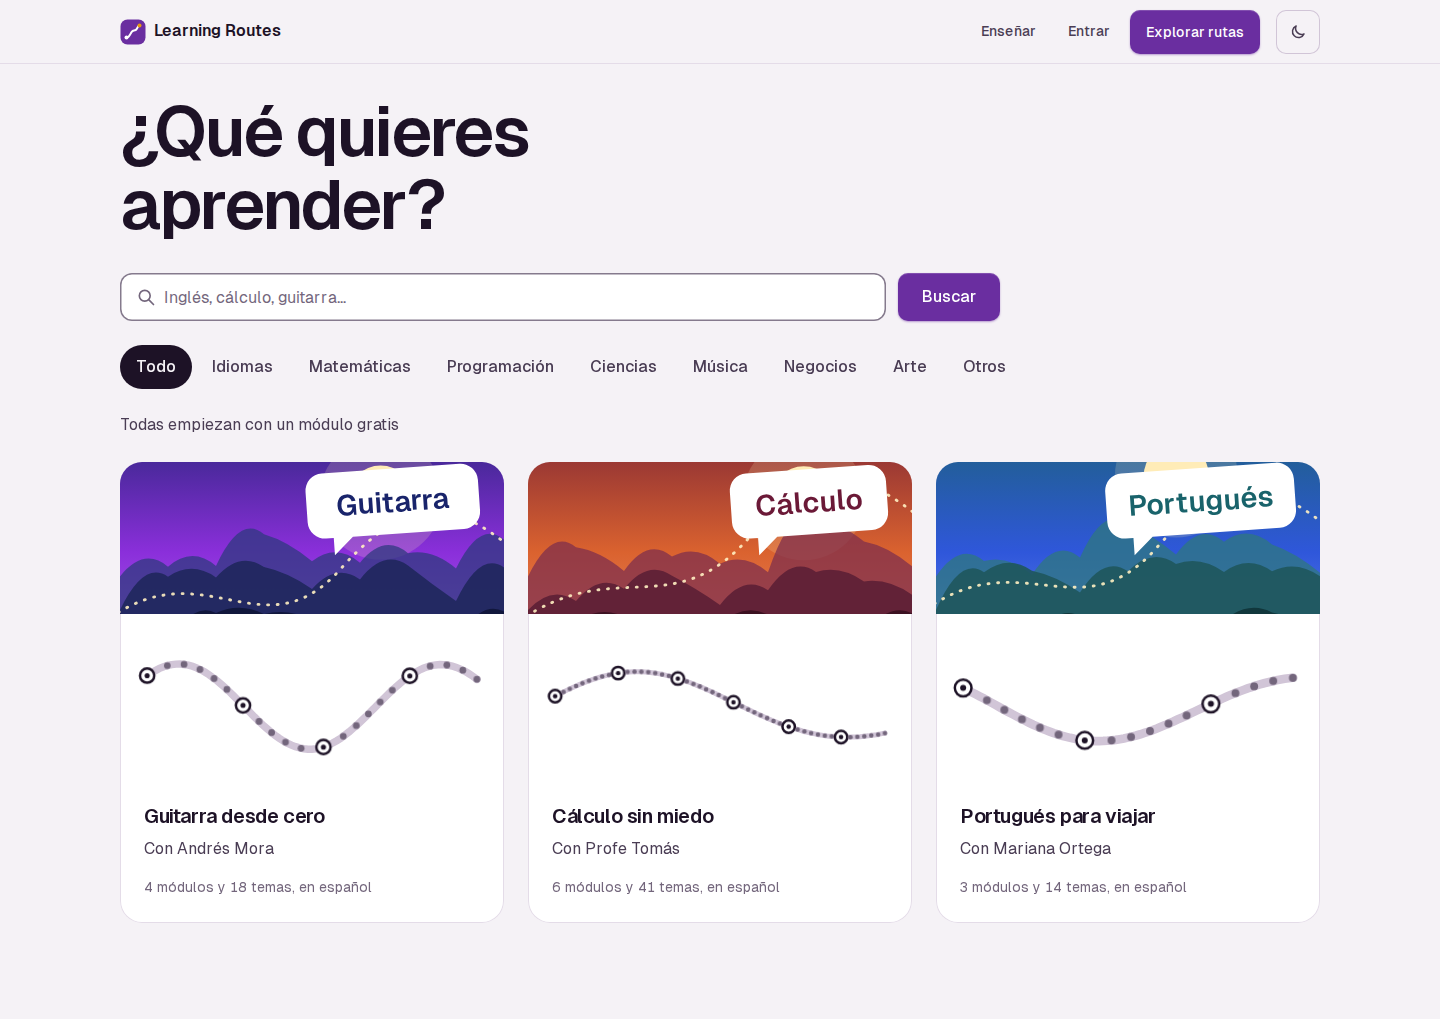 Learning Routes
Enseñar
Entrar
Explorar rutas
¿Qué quieres
aprender?
Inglés, cálculo, guitarra...
Buscar
Todo
Idiomas
Matemáticas
Programación
Ciencias
Música
Negocios
Arte
Otros
Todas empiezan con un módulo gratis
Guitarra
Guitarra desde cero
Con Andrés Mora
4 módulos y 18 temas, en español
Cálculo
Cálculo sin miedo
Con Profe Tomás
6 módulos y 41 temas, en español
Portugués
Portugués para viajar
Con Mariana Ortega
3 módulos y 14 temas, en español